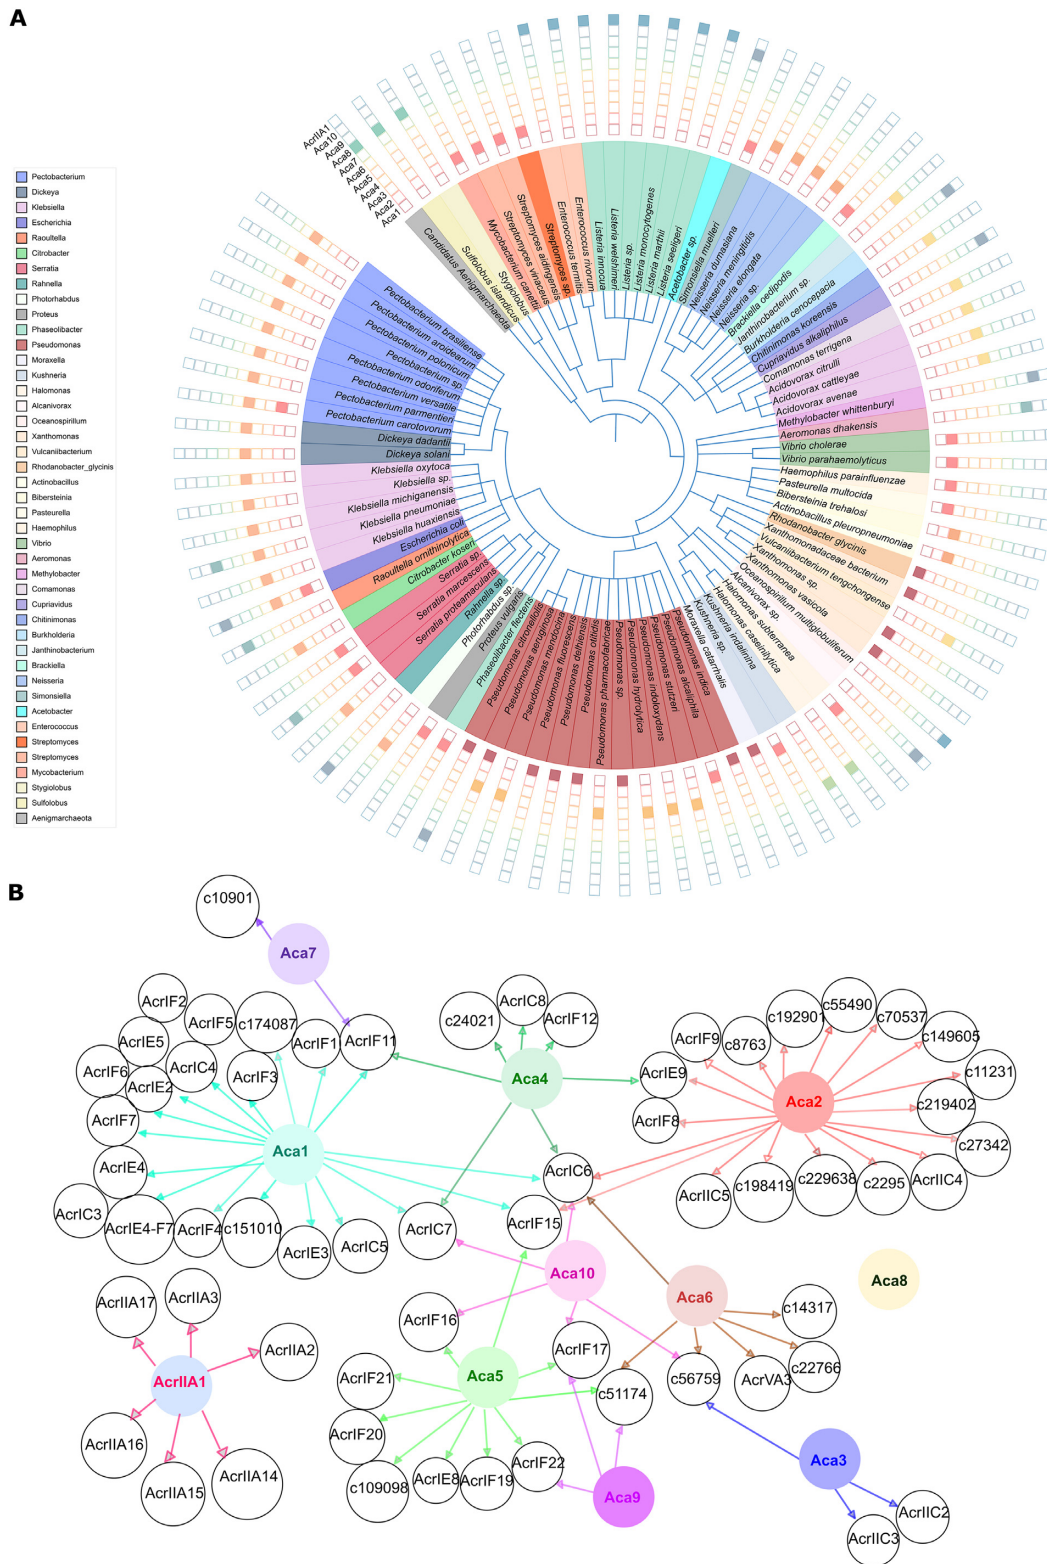 A
AcrIIA1
Aca10
Aca9
Aca8
Aca7
Aca6
Aca5
Aca4
Aca3
Aca2
Aca1
Pectobacterium
Dickeya
Klebsiella
Escherichia
Raoultella
Citrobacter
Serratia
Rahnella
Photorhabdus
Proteus
Phaseolibacter
Pseudomonas
Moraxella
Kushneria
Halomonas
Alcanivorax
Oceanospirillum
Xanthomonas
Vulcaniibacterium
Rhodanobacter_glycinis
Actinobacillus
Bibersteinia
Pasteurella
Haemophilus
Vibrio
Aeromonas
Methylobacter
Comamonas
Cupriavidus
Chitinimonas
Burkholderia
Janthinobacterium
Brackiella
Neisseria
Simonsiella
Acetobacter
Enterococcus
Streptomyces
Streptomyces
Mycobacterium
Stygiolobus
Sulfolobus
Aenigmarchaeota
Candidatus Aenigmarchaeota
Sulfolobus islandicus
Stygiolobus
Mycobacterium canettii
Streptomyces vinaceus
Streptomyces aidingensis
Streptomyces sp.
Enterococcus termitis
Enterococcus rivorum
Listeria innocua
Listeria welshimeri
Listeria sp.
Listeria monocytogenes
Listeria marthii
Listeria seeligeri
Acetobacter sp.
Simonsiella muelleri
Neisseria dumasiana
Neisseria meningitidis
Neisseria elongata
Neisseria sp.
Brackiella oedipodis
Janthinobacterium sp.
Burkholderia cenocepacia
Chitinimonas koreensis
Cupriavidus alkaliphilus
Comamonas terrigena
Acidovorax citrulli
Acidovorax cattleyae
Acidovorax avenae
Methylobacter whittenburyi
Aeromonas dhakensis
Vibrio cholerae
Vibrio parahaemolyticus
Haemophilus parainfluenzae
Pasteurella multocida
Bibersteinia trehalosi
Actinobacillus pleuropneumoniae
Rhodanobacter glycinis
Xanthomonadaceae bacterium
Vulcaniibacterium tengchongense
Xanthomonas sp.
Xanthomonas vasicola
Oceanospirillum multiglobuliferum
Alcanivorax sp.
Halomonas subterranea
Halomonas caseinilytica
Kushneria indalinina
Kushneria sp.
Moraxella catarrhalis
Pseudomonas indica
Pseudomonas alcaliphila
Pseudomonas stutzeri
Pseudomonas indoloxydans
Pseudomonas hydrolytica
Pseudomonas sp.
Pseudomonas pharmacofabricae
Pseudomonas otitidis
Pseudomonas delhiensis
Pseudomonas fluorescens
Pseudomonas mendocina
Pseudomonas aeruginosa
Pseudomonas citronellolis
Phaseolibacter flectens
Proteus vulgaris
Photorhabdus sp.
Rahnella sp.
Serratia proteamaculans
Serratia marcescens
Serratia sp.
Citrobacter koseri
Raoultella ornithinolytica
Escherichia coli
Klebsiella huaxiensis
Klebsiella pneumoniae
Klebsiella michiganensis
Klebsiella sp.
Klebsiella oxytoca
Dickeya solani
Dickeya dadantii
Pectobacterium carotovorum
Pectobacterium parmentieri
Pectobacterium versatile
Pectobacterium odoriferum
Pectobacterium sp.
Pectobacterium polonicum
Pectobacterium aroidearum
Pectobacterium brasiliense
B
c10901
Aca7
AcrIF2
AcrIF5
c174087
AcrIF1
AcrIF11
AcrIE5
AcrIC4
AcrIF3
AcrIF6
AcrIE2
AcrIF7
Aca1
AcrIE4
AcrIC3
AcrIE4-F7
AcrIF4
c151010
AcrIE3
AcrIC5
AcrIC7
AcrIF15
AcrIC6
c24021
AcrIC8
AcrIF12
Aca4
AcrIE9
AcrIF9
c8763
c192901
c55490
c70537
c149605
c11231
c219402
c27342
AcrIF8
Aca2
AcrIIC5
c198419
c229638
c2295
AcrIIC4
Aca10
Aca6
Aca8
c14317
c22766
AcrVA3
c56759
AcrIIA17
AcrIIA3
AcrIIA2
AcrIIA1
AcrIIA16
AcrIIA15
AcrIIA14
AcrIF16
AcrIF17
AcrIF21
Aca5
c51174
AcrIF20
c109098
AcrIE8
AcrIF19
AcrIF22
Aca9
Aca3
AcrIIC2
AcrIIC3